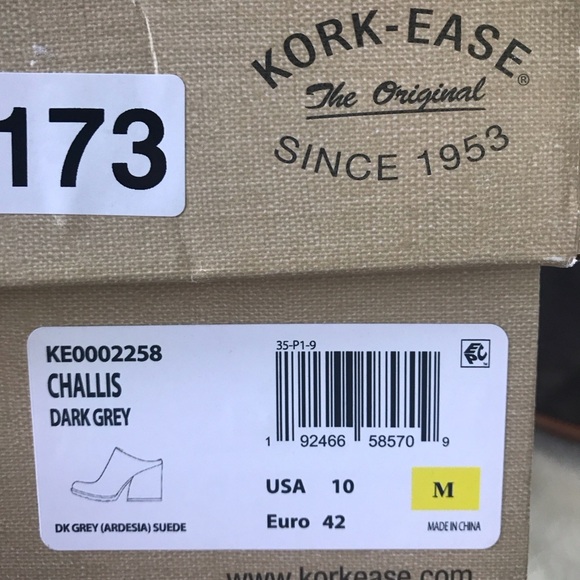 KORK-EASE®
The Original
SINCE 1953
173
KE0002258
CHALLIS
DARK GREY
35-P1-9
1 92466 58570 9
USA 10
Euro 42
M
DK GREY (ARDESIA) SUEDE
MADE IN CHINA
www.korkease.com